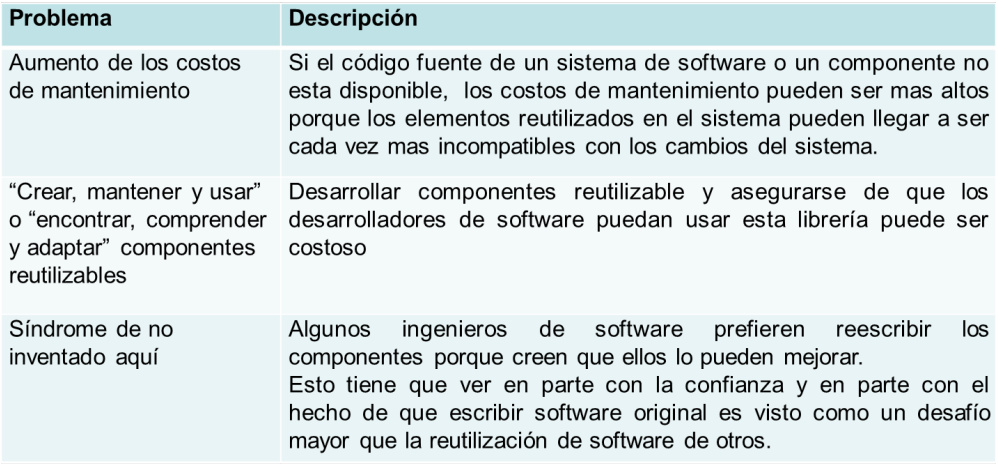 Problema
Descripción
Aumento de los costos
de mantenimiento
Si el código fuente de un sistema de software o un componente no
esta disponible, los costos de mantenimiento pueden ser mas altos
porque los elementos reutilizados en el sistema pueden llegar a ser
cada vez mas incompatibles con los cambios del sistema.
“Crear, mantener y usar”
o “encontrar, comprender
y adaptar” componentes
reutilizables
Desarrollar componentes reutilizable y asegurarse de que los
desarrolladores de software puedan usar esta librería puede ser
costoso
Síndrome de no
inventado aquí
Algunos ingenieros de software prefieren reescribir los
componentes porque creen que ellos lo pueden mejorar.
Esto tiene que ver en parte con la confianza y en parte con el
hecho de que escribir software original es visto como un desafío
mayor que la reutilización de software de otros.